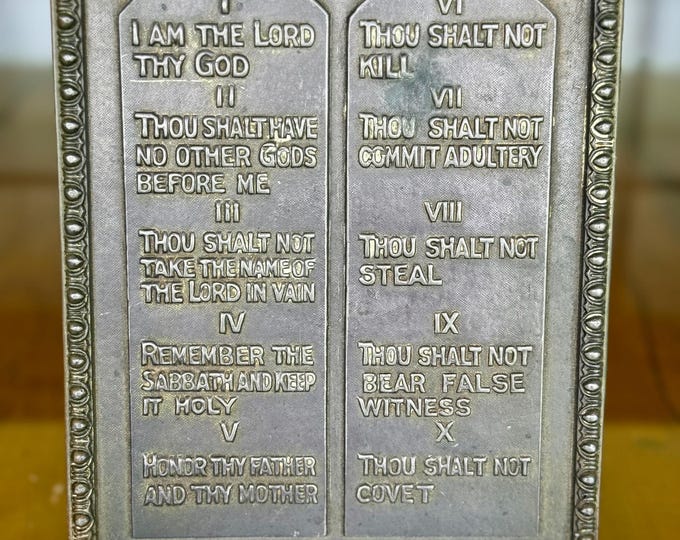 I
I AM THE LORD
THY GOD
II
THOU SHALT HAVE
NO OTHER GODS
BEFORE ME
III
THOU SHALT NOT
TAKE THE NAME OF
THE LORD IN VAIN
IV
REMEMBER THE
SABBATH AND KEEP
IT HOLY
V
HONOR THY FATHER
AND THY MOTHER
VI
THOU SHALT NOT
KILL
VII
THOU SHALT NOT
COMMIT ADULTERY
VIII
THOU SHALT NOT
STEAL
IX
THOU SHALT NOT
BEAR FALSE
WITNESS
X
THOU SHALT NOT
COVET